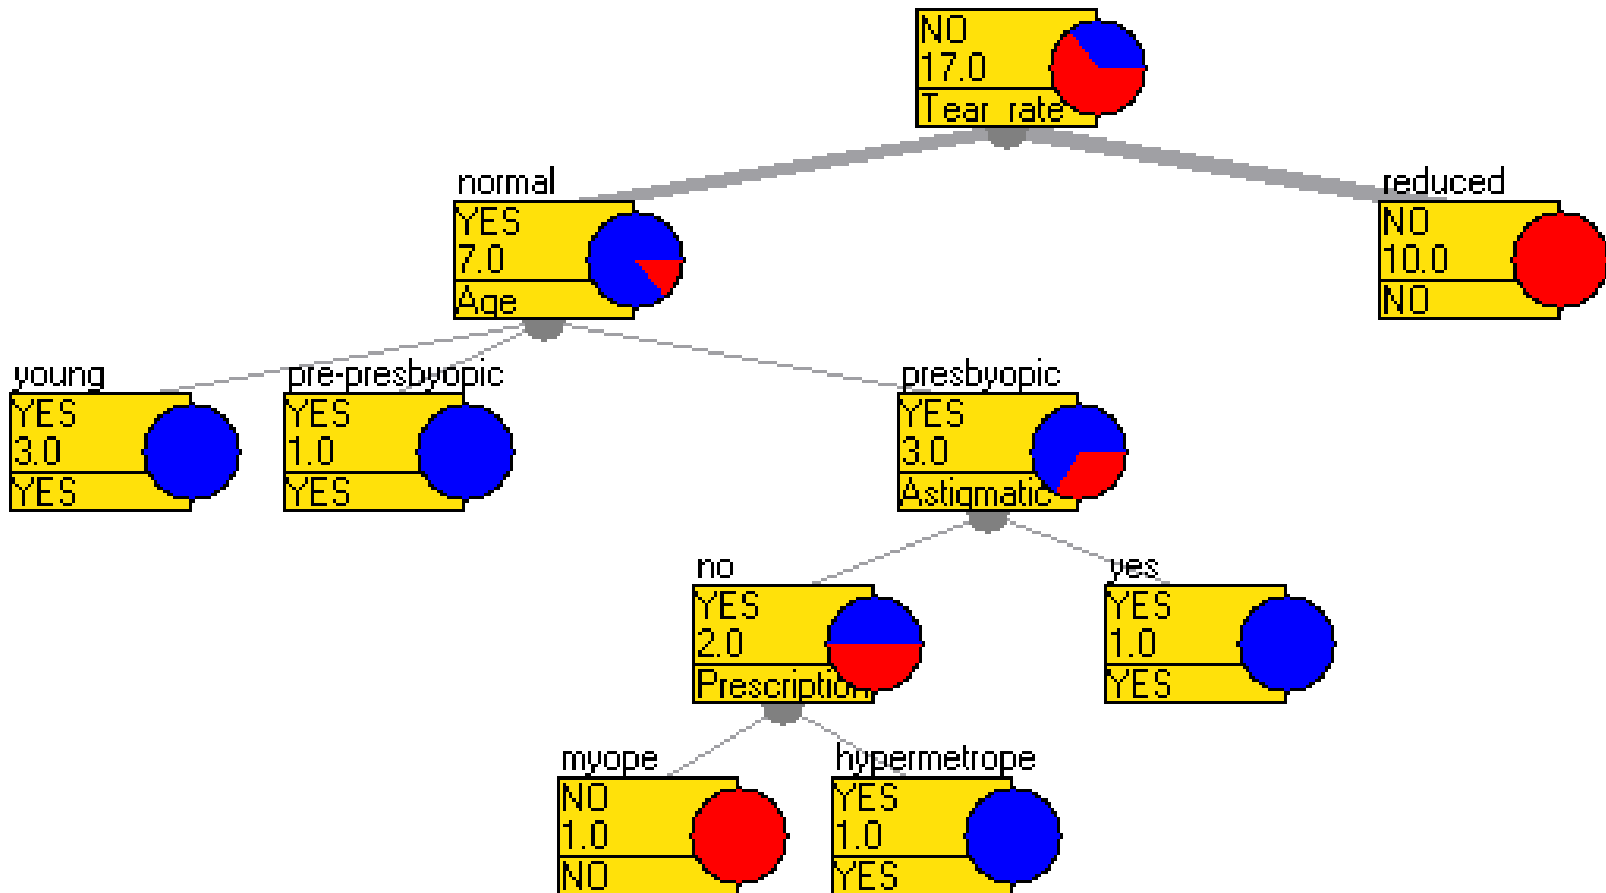 NO
17.0
Tear rate
normal
YES
7.0
Age
reduced
NO
10.0
NO
young
YES
3.0
YES
pre-presbyopic
YES
1.0
YES
presbyopic
YES
3.0
Astigmatic
no
YES
2.0
Prescription
yes
YES
1.0
YES
myope
NO
1.0
NO
hypermetrope
YES
1.0
YES